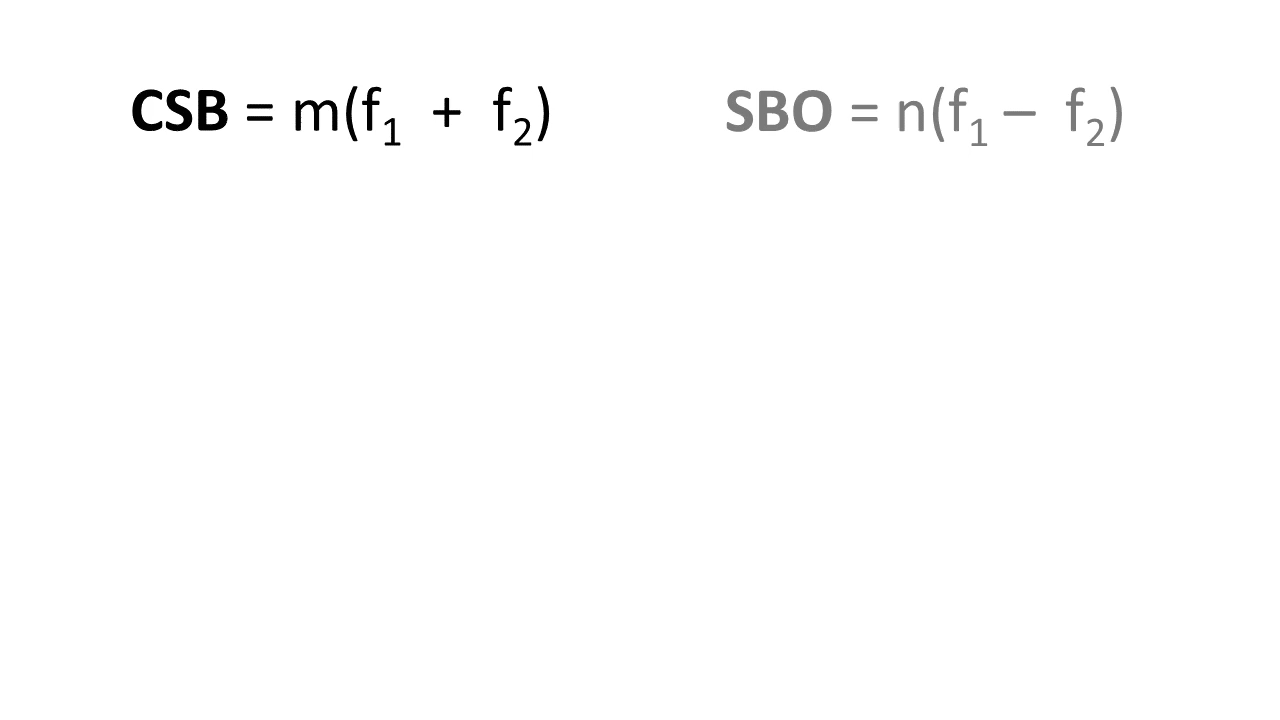 CSB = m(f₁ + f₂)
SBO = n(f₁ – f₂)